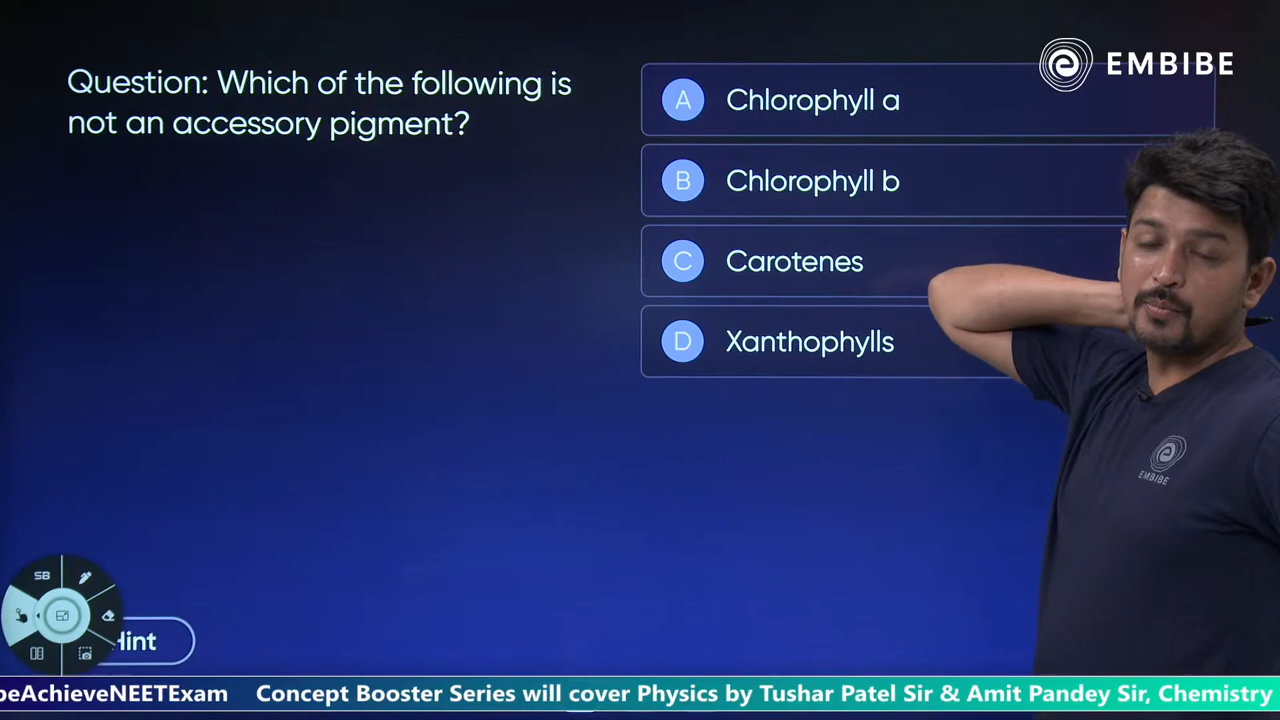 EMBIBE
Question: Which of the following is
not an accessory pigment?
A Chlorophyll a
B Chlorophyll b
C Carotenes
D Xanthophylls
EMBIBE
SB
Hint
beAchieveNEETExam Concept Booster Series will cover Physics by Tushar Patel Sir & Amit Pandey Sir, Chemistry